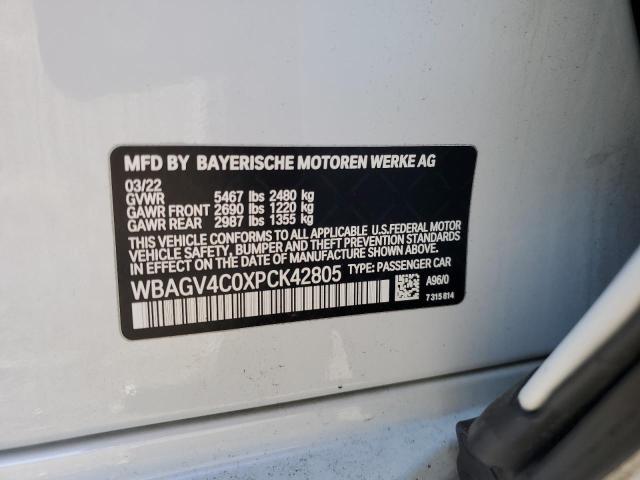 MFD BY BAYERISCHE MOTOREN WERKE AG
03/22
GVWR 5467 lbs 2480 kg
GAWR FRONT 2690 lbs 1220 kg
GAWR REAR 2987 lbs 1355 kg
THIS VEHICLE CONFORMS TO ALL APPLICABLE U.S.FEDERAL MOTOR
VEHICLE SAFETY, BUMPER AND THEFT PREVENTION STANDARDS
IN EFFECT ON THE DATE OF MANUFACTURE SHOWN ABOVE.
WBAGV4C0XPCK42805 TYPE: PASSENGER CAR
A96/0
7 315 814